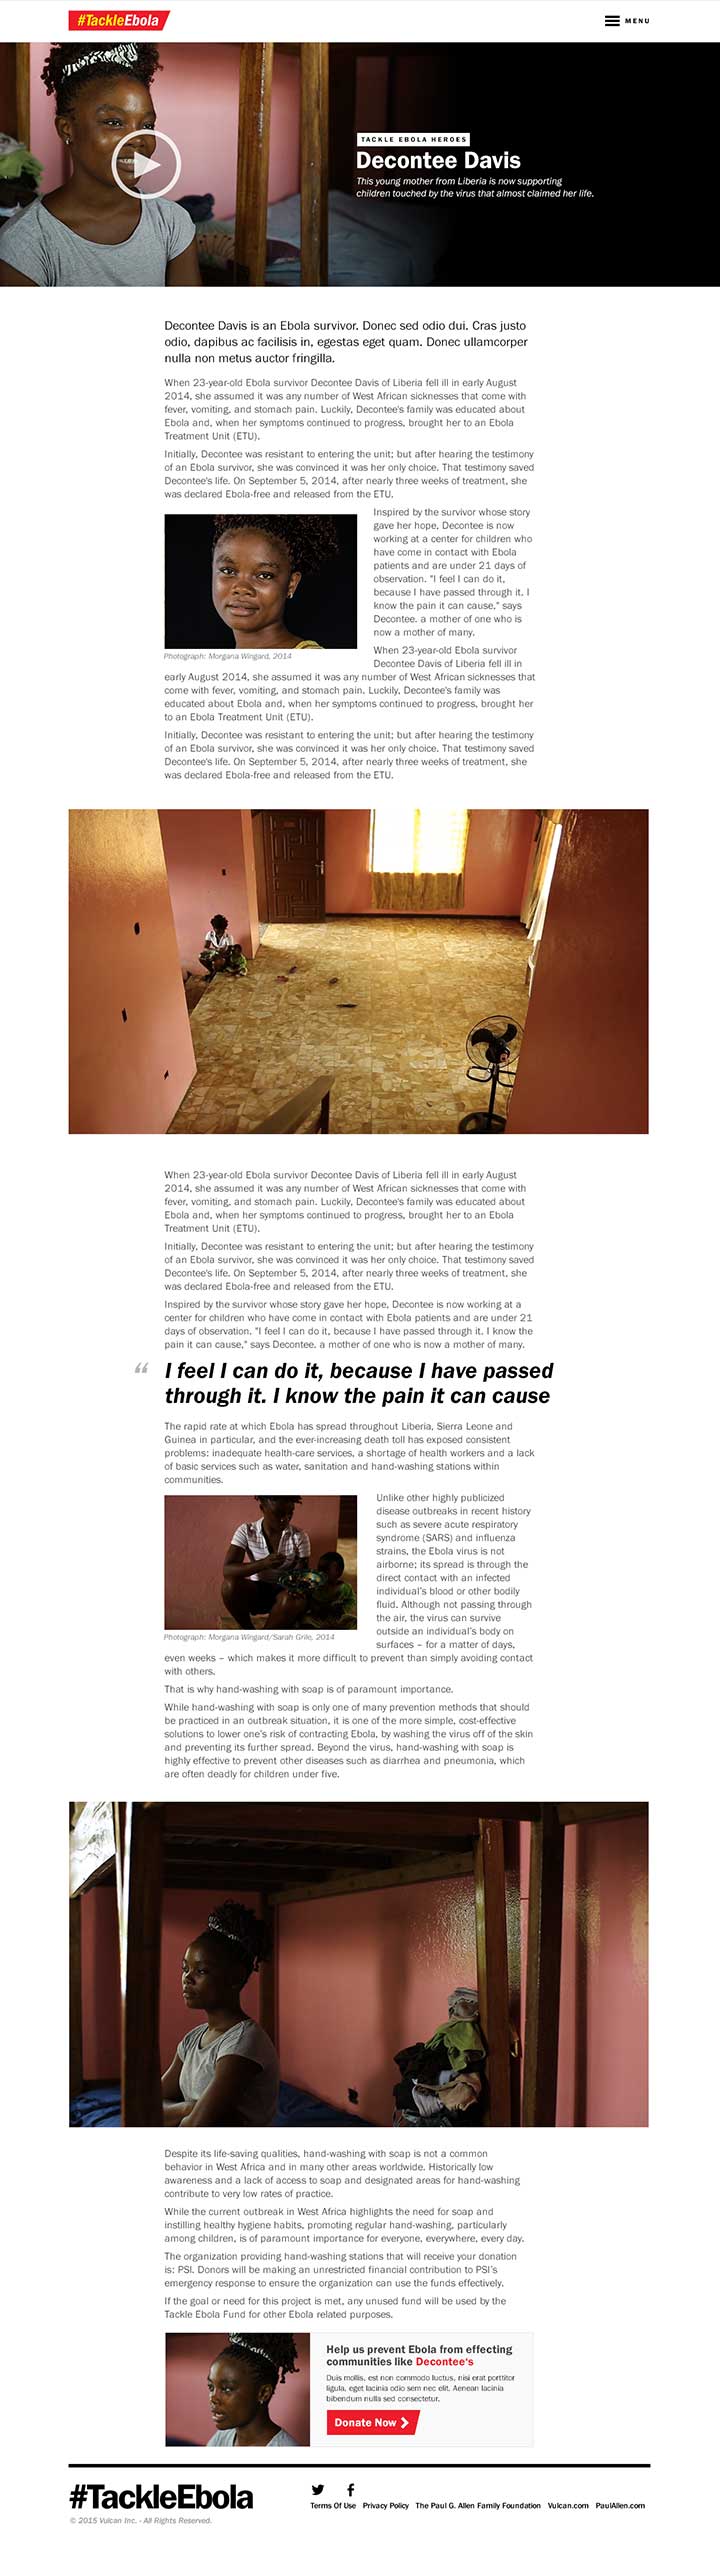 #TackleEbola
MENU
TACKLE EBOLA HEROES
Decontee Davis
This young mother from Liberia is now supporting
children touched by the virus that almost claimed her life.
Decontee Davis is an Ebola survivor. Donec sed odio dui. Cras justo
odio, dapibus ac facilisis in, egestas eget quam. Donec ullamcorper
nulla non metus auctor fringilla.
When 23-year-old Ebola survivor Decontee Davis of Liberia fell ill in early August
2014, she assumed it was any number of West African sicknesses that come with
fever, vomiting, and stomach pain. Luckily, Decontee's family was educated about
Ebola and, when her symptoms continued to progress, brought her to an Ebola
Treatment Unit (ETU).
Initially, Decontee was resistant to entering the unit; but after hearing the testimony
of an Ebola survivor, she was convinced it was her only choice. That testimony saved
Decontee's life. On September 5, 2014, after nearly three weeks of treatment, she
was declared Ebola-free and released from the ETU.
Inspired by the survivor whose story
gave her hope, Decontee is now
working at a center for children who
have come in contact with Ebola
patients and are under 21 days of
observation. "I feel I can do it,
because I have passed through it. I
know the pain it can cause," says
Decontee. a mother of one who is
now a mother of many.
Photograph: Morgana Wingard, 2014
When 23-year-old Ebola survivor
Decontee Davis of Liberia fell ill in
early August 2014, she assumed it was any number of West African sicknesses that
come with fever, vomiting, and stomach pain. Luckily, Decontee's family was
educated about Ebola and, when her symptoms continued to progress, brought her
to an Ebola Treatment Unit (ETU).
Initially, Decontee was resistant to entering the unit; but after hearing the testimony
of an Ebola survivor, she was convinced it was her only choice. That testimony saved
Decontee's life. On September 5, 2014, after nearly three weeks of treatment, she
was declared Ebola-free and released from the ETU.
When 23-year-old Ebola survivor Decontee Davis of Liberia fell ill in early August
2014, she assumed it was any number of West African sicknesses that come with
fever, vomiting, and stomach pain. Luckily, Decontee's family was educated about
Ebola and, when her symptoms continued to progress, brought her to an Ebola
Treatment Unit (ETU).
Initially, Decontee was resistant to entering the unit; but after hearing the testimony
of an Ebola survivor, she was convinced it was her only choice. That testimony saved
Decontee's life. On September 5, 2014, after nearly three weeks of treatment, she
was declared Ebola-free and released from the ETU.
Inspired by the survivor whose story gave her hope, Decontee is now working at a
center for children who have come in contact with Ebola patients and are under 21
days of observation. "I feel I can do it, because I have passed through it. I know the
pain it can cause," says Decontee. a mother of one who is now a mother of many.
“ I feel I can do it, because I have passed
through it. I know the pain it can cause
The rapid rate at which Ebola has spread throughout Liberia, Sierra Leone and
Guinea in particular, and the ever-increasing death toll has exposed consistent
problems: inadequate health-care services, a shortage of health workers and a lack
of basic services such as water, sanitation and hand-washing stations within
communities.
Unlike other highly publicized
disease outbreaks in recent history
such as severe acute respiratory
syndrome (SARS) and influenza
strains, the Ebola virus is not
airborne; its spread is through the
direct contact with an infected
individual's blood or other bodily
fluid. Although not passing through
the air, the virus can survive
outside an individual's body on
surfaces – for a matter of days,
Photograph: Morgana Wingard/Sarah Grile, 2014
even weeks – which makes it more difficult to prevent than simply avoiding contact
with others.
That is why hand-washing with soap is of paramount importance.
While hand-washing with soap is only one of many prevention methods that should
be practiced in an outbreak situation, it is one of the more simple, cost-effective
solutions to lower one's risk of contracting Ebola, by washing the virus off of the skin
and preventing its further spread. Beyond the virus, hand-washing with soap is
highly effective to prevent other diseases such as diarrhea and pneumonia, which
are often deadly for children under five.
Despite its life-saving qualities, hand-washing with soap is not a common
behavior in West Africa and in many other areas worldwide. Historically low
awareness and a lack of access to soap and designated areas for hand-washing
contribute to very low rates of practice.
While the current outbreak in West Africa highlights the need for soap and
instilling healthy hygiene habits, promoting regular hand-washing, particularly
among children, is of paramount importance for everyone, everywhere, every day.
The organization providing hand-washing stations that will receive your donation
is: PSI. Donors will be making an unrestricted financial contribution to PSI's
emergency response to ensure the organization can use the funds effectively.
If the goal or need for this project is met, any unused fund will be used by the
Tackle Ebola Fund for other Ebola related purposes.
Help us prevent Ebola from effecting
communities like Decontee's
Duis mollis, est non commodo luctus, nisi erat porttitor
ligula, eget lacinia odio sem nec elit. Aenean lacinia
bibendum nulla sed consectetur.
Donate Now
#TackleEbola
Terms Of Use Privacy Policy The Paul G. Allen Family Foundation Vulcan.com PaulAllen.com
© 2015 Vulcan Inc. - All Rights Reserved.